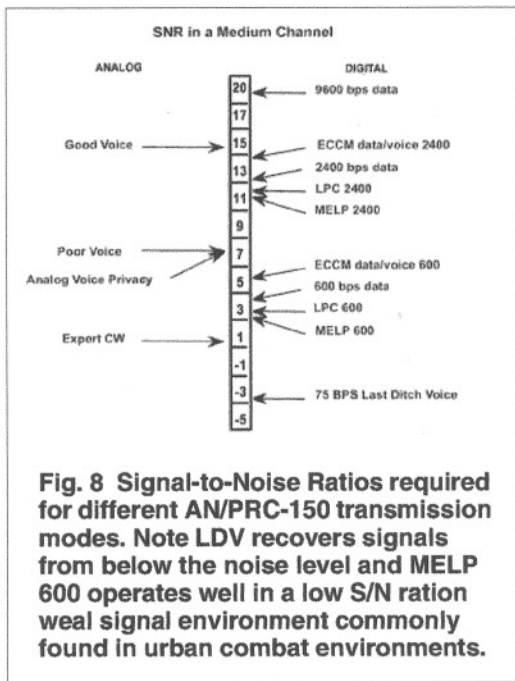 SNR in a Medium Channel
ANALOG
DIGITAL
20
9600 bps data
17
Good Voice
15
ECCM data/voice 2400
13
2400 bps data
LPC 2400
11
MELP 2400
9
Poor Voice
7
Analog Voice Privacy
ECCM data/voice 600
5
600 bps data
3
LPC 600
MELP 600
Expert CW
1
-1
-3
75 BPS Last Ditch Voice
-5
Fig. 8 Signal-to-Noise Ratios required
for different AN/PRC-150 transmission
modes. Note LDV recovers signals
from below the noise level and MELP
600 operates well in a low S/N ration
weal signal environment commonly
found in urban combat environments.